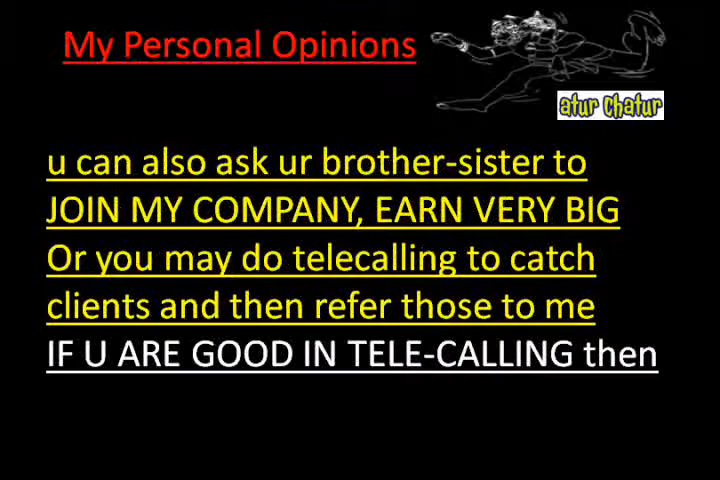 My Personal Opinions
atur chatur
u can also ask ur brother-sister to
JOIN MY COMPANY, EARN VERY BIG
Or you may do telecalling to catch
clients and then refer those to me
IF U ARE GOOD IN TELE-CALLING then